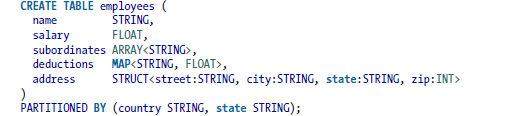 CREATE TABLE employees (
name STRING,
salary FLOAT,
subordinates ARRAY<STRING>,
deductions MAP<STRING, FLOAT>,
address STRUCT<street:STRING, city:STRING, state:STRING, zip:INT>
)
PARTITIONED BY (country STRING, state STRING);